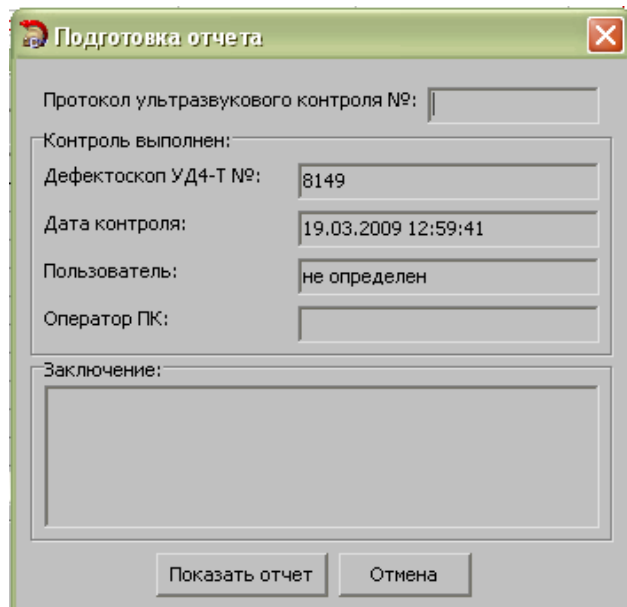 Подготовка отчета
Протокол ультразвукового контроля №:
Контроль выполнен:
Дефектоскоп УД4-Т №: 8149
Дата контроля: 19.03.2009 12:59:41
Пользователь: не определен
Оператор ПК:
Заключение:
Показать отчет Отмена